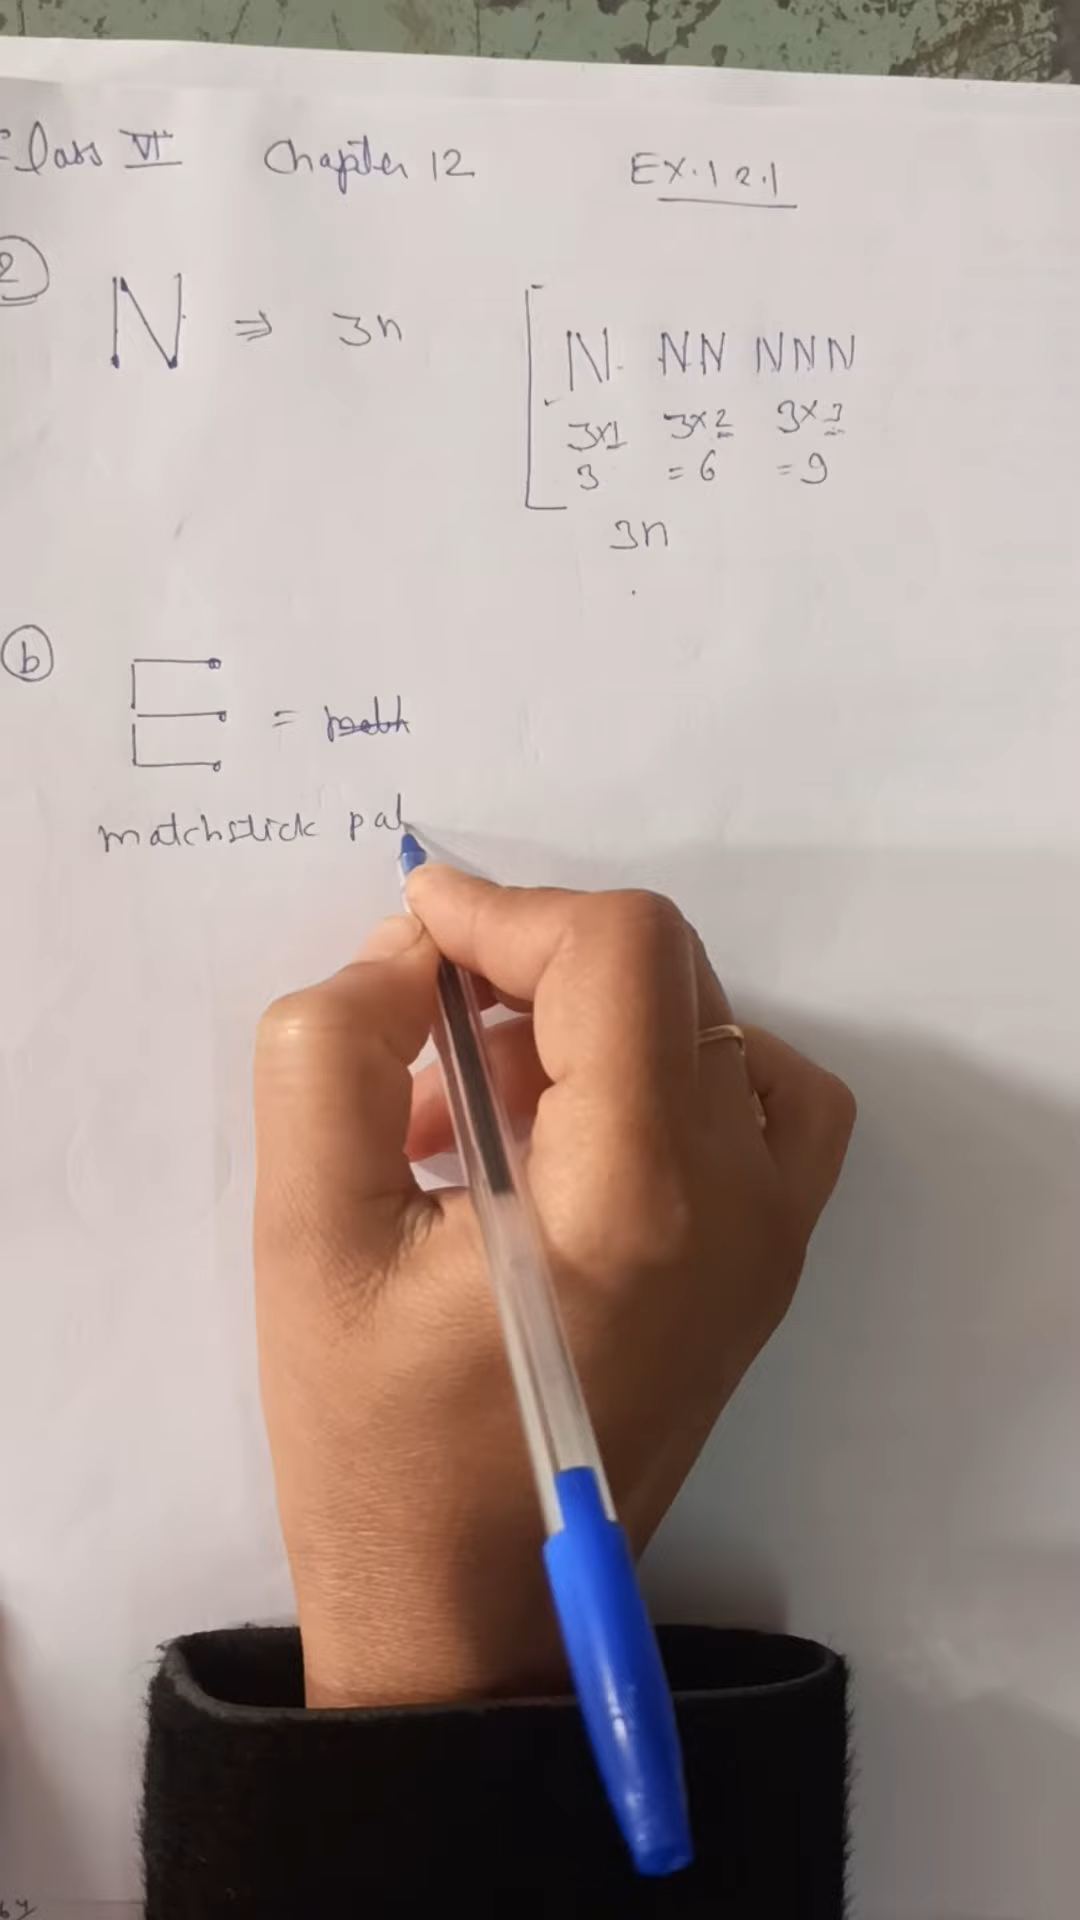 Class VI Chapter 12 Ex.12.1
2 N ⇒ 3n
N NN NNN
3x1 3x2 3x3
3 =6 =9
3n
b E =
matchstick pat